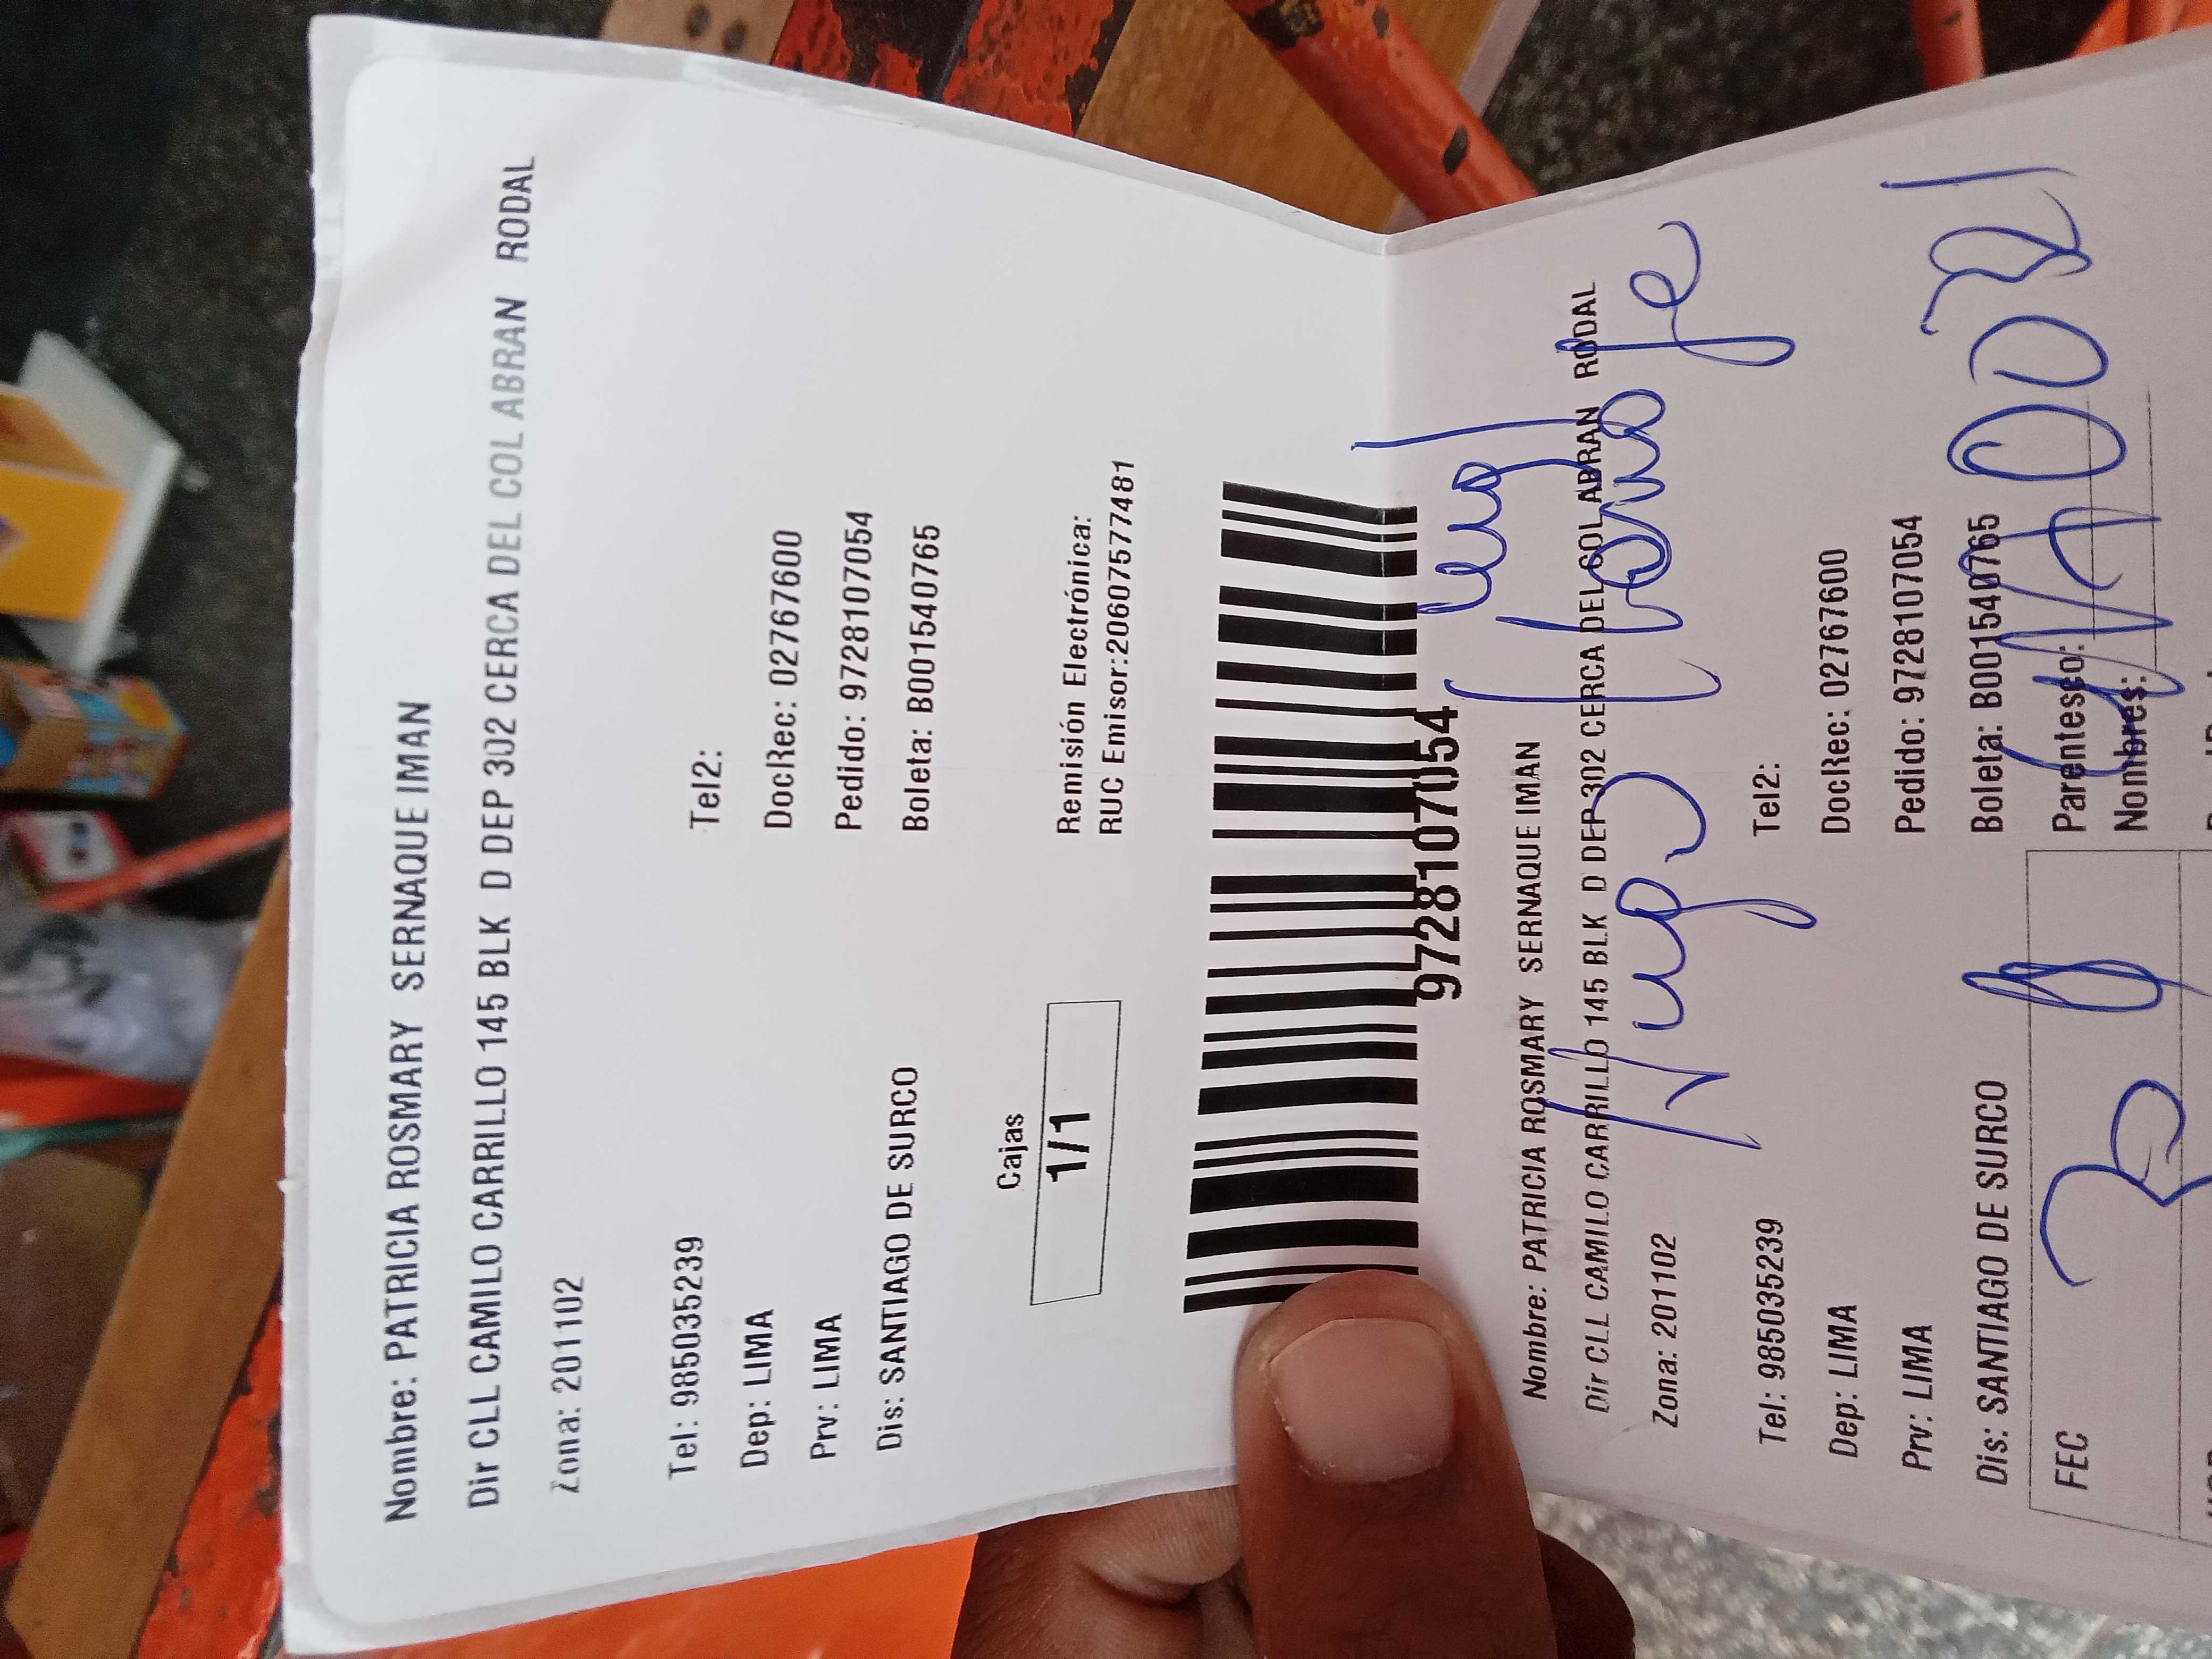 Nombre: PATRICIA ROSMARY SERNAQUE IMAN
Dir CLL CAMILO CARRILLO 145 BLK D DEP 302 CERCA DEL COL ABRAN RODAL
Zona: 201102
Tel: 985035239 Tel2:
Dep: LIMA DocRec: 02767600
Prv: LIMA Pedido: 9728107054
Dis: SANTIAGO DE SURCO Boleta: B001540765
Cajas
1/1
Remisión Electrónica:
RUC Emisor:20607577481
9728107054
Nombre: PATRICIA ROSMARY SERNAQUE IMAN
Dir CLL CAMILO CARRILLO 145 BLK D DEP 302 CERCA DEL COL ABRAN RODAL
Zona: 201102
Tel: 985035239 Tel2:
Dep: LIMA DocRec: 02767600
Prv: LIMA Pedido: 9728107054
Dis: SANTIAGO DE SURCO Boleta: B001540765
FEC Parentesco:
Nombres: